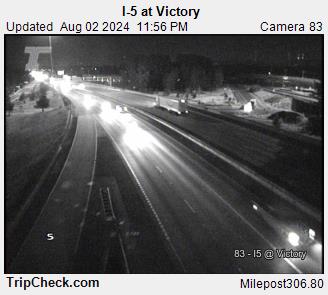 I-5 at Victory
Updated Aug 02 2024 11:56 PM Camera 83
S
83 - I5 @ Victory
TripCheck.com Milepost306.80